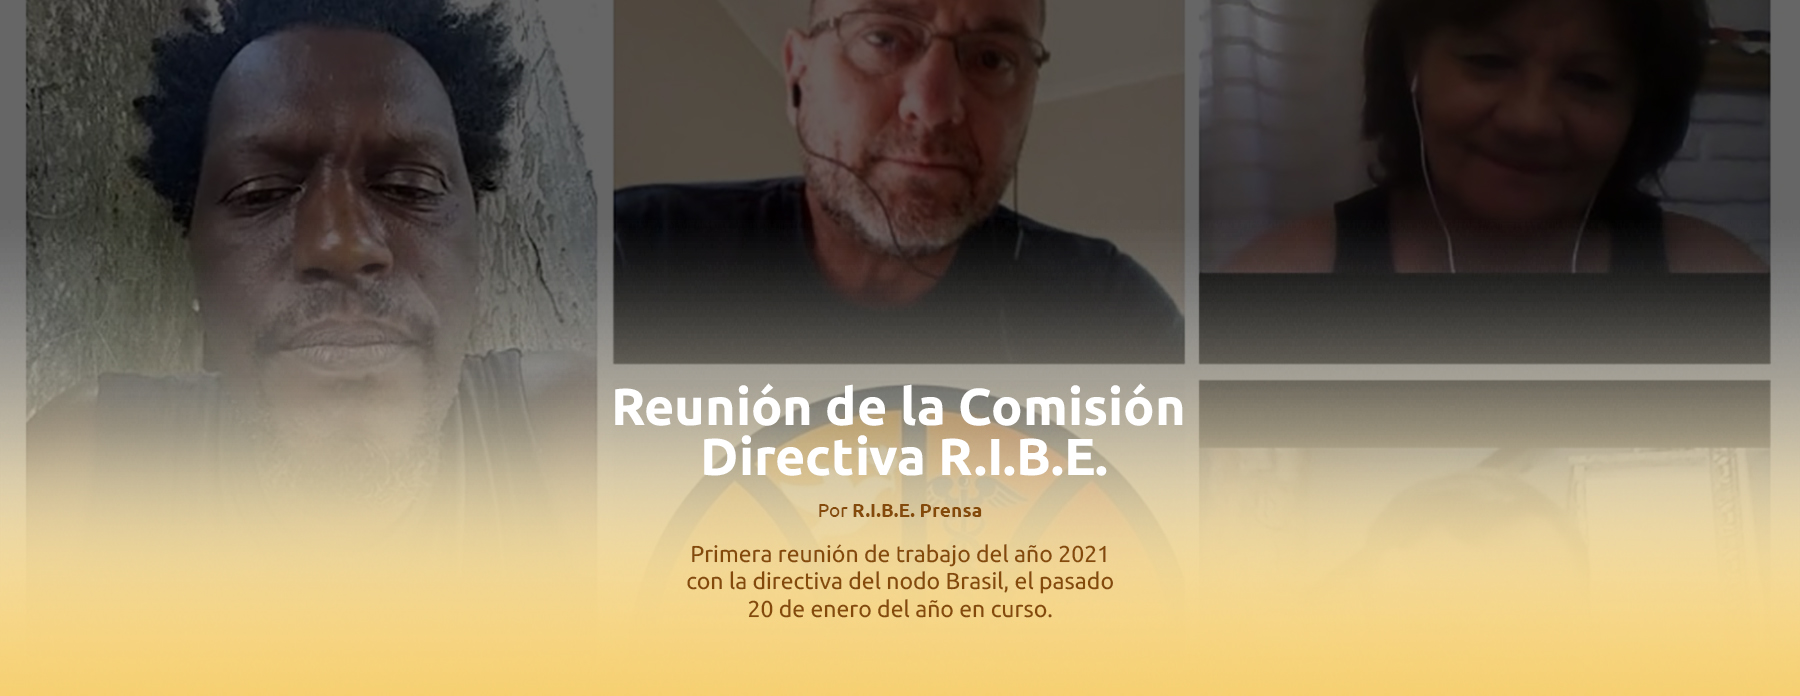 Reunión de la Comisión
Directiva R.I.B.E.
Por R.I.B.E. Prensa
Primera reunión de trabajo del año 2021
con la directiva del nodo Brasil, el pasado
20 de enero del año en curso.